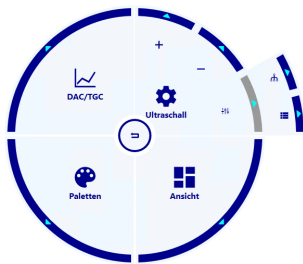 +
−
DAC/TGC
Ultraschall
Paletten
Ansicht